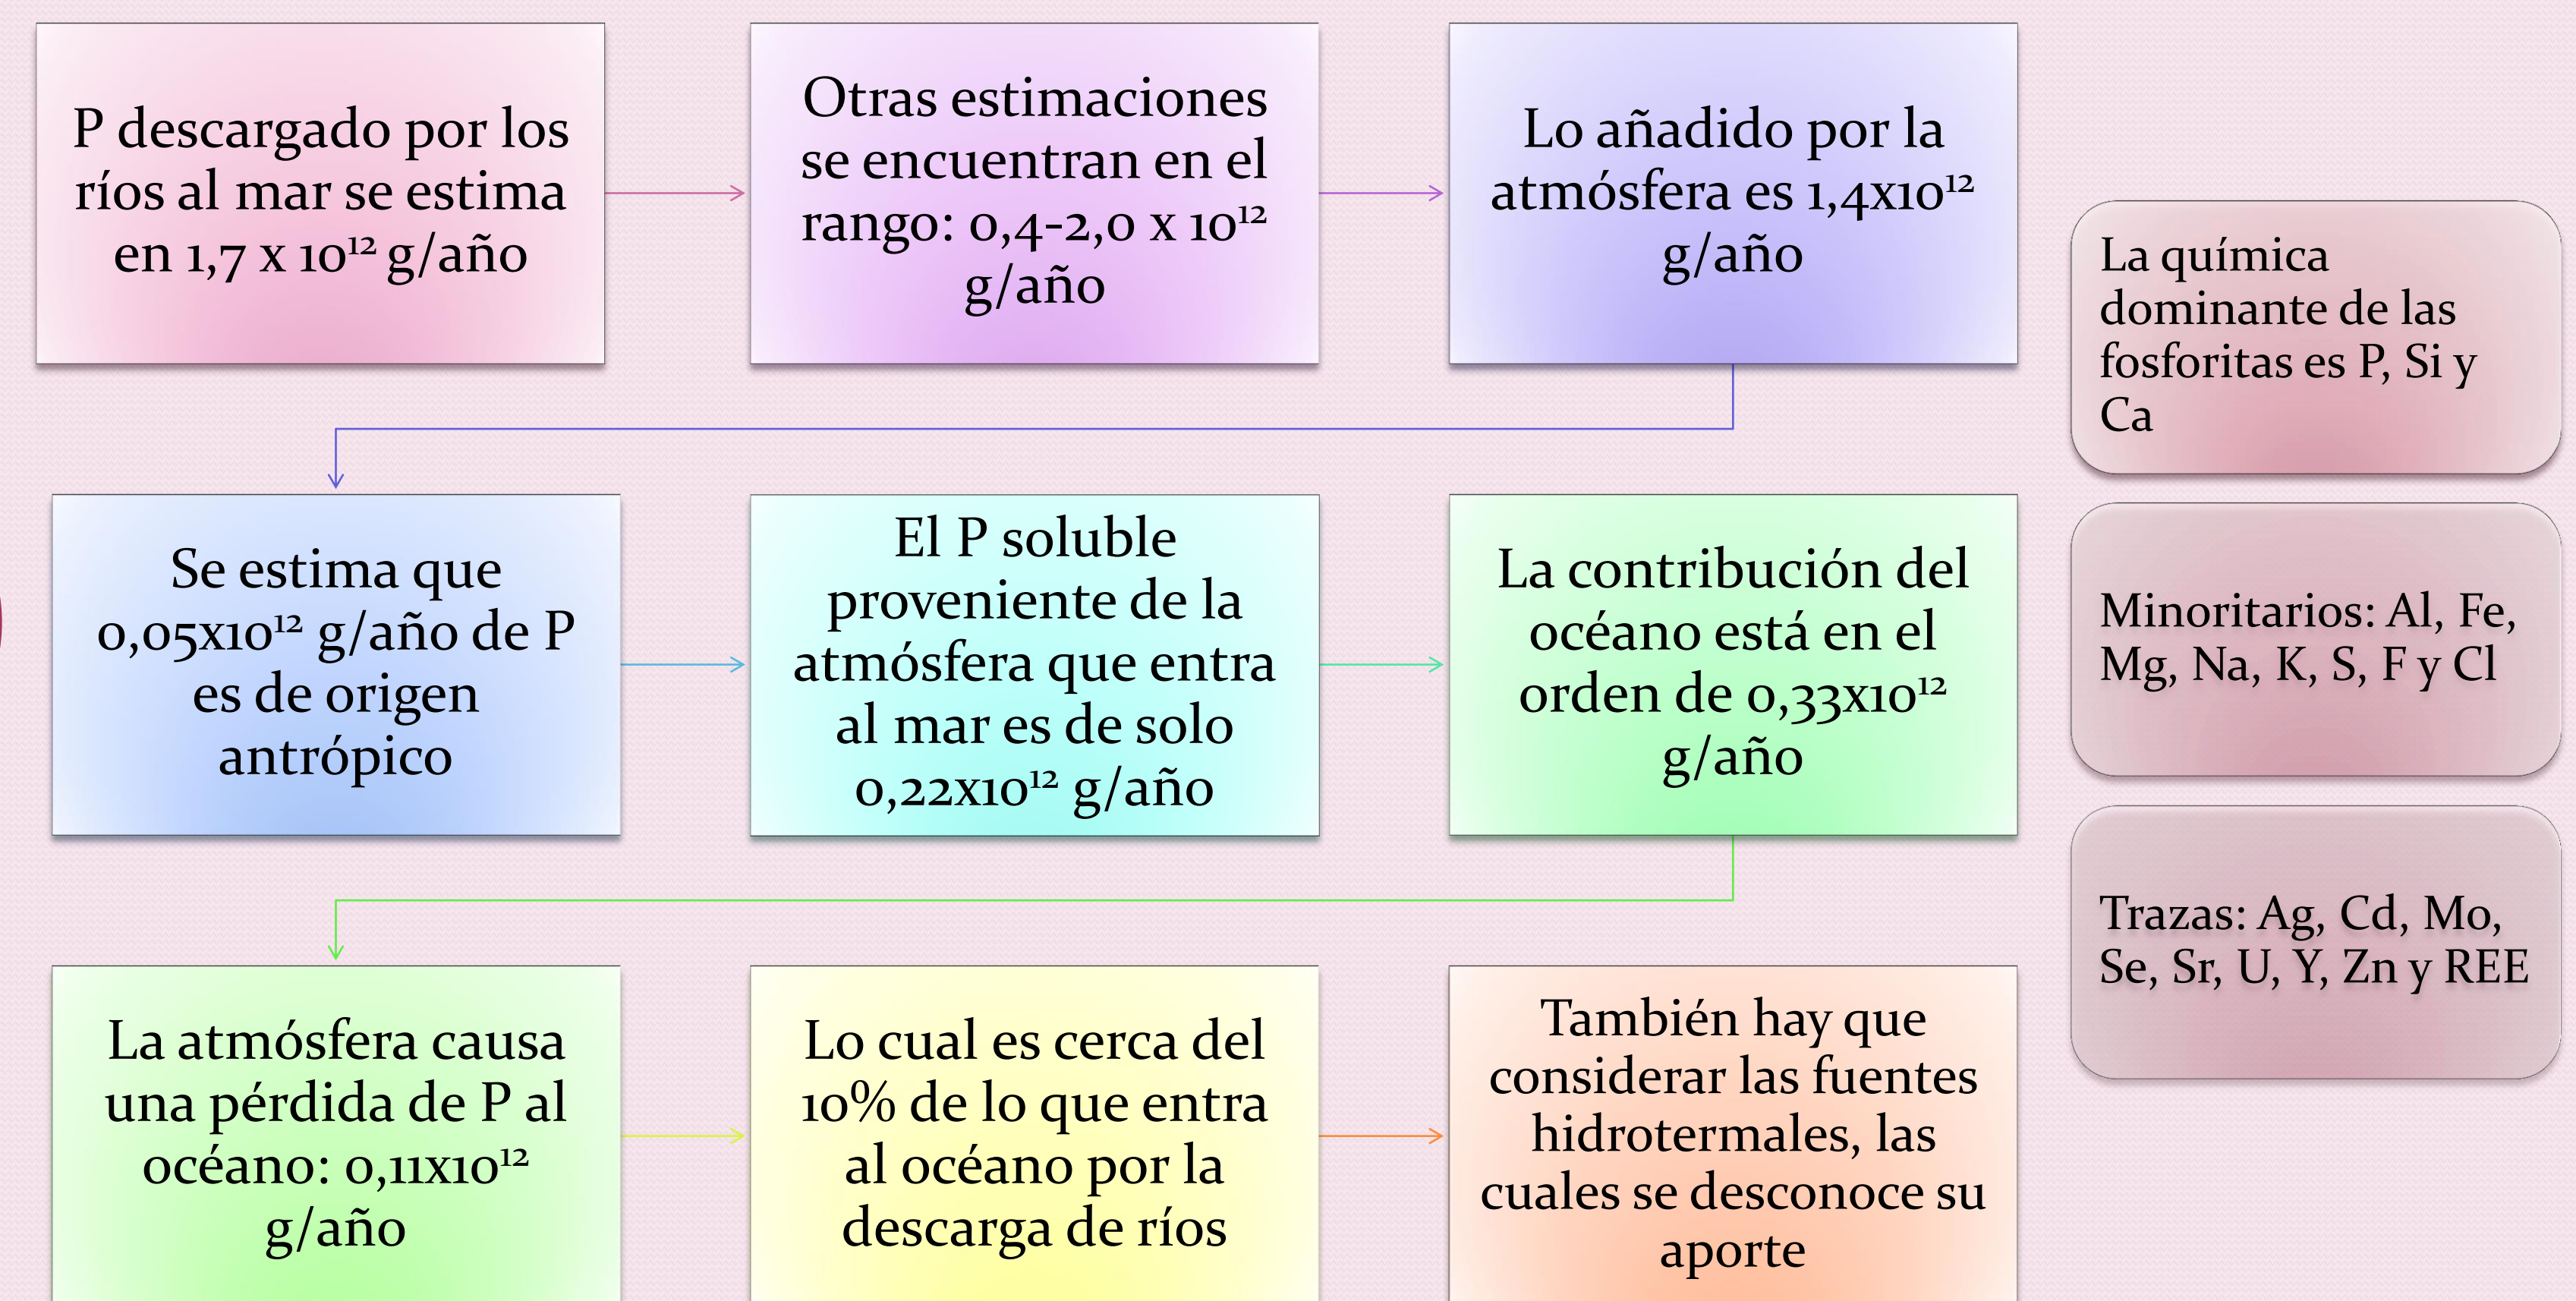 P descargado por los
ríos al mar se estima
en 1,7 x 10¹² g/año
Otras estimaciones
se encuentran en el
rango: 0,4-2,0 x 10¹²
g/año
Lo añadido por la
atmósfera es 1,4x10¹²
g/año
Se estima que
0,05x10¹² g/año de P
es de origen
antrópico
El P soluble
proveniente de la
atmósfera que entra
al mar es de solo
0,22x10¹² g/año
La contribución del
océano está en el
orden de 0,33x10¹²
g/año
La atmósfera causa
una pérdida de P al
océano: 0,11x10¹²
g/año
Lo cual es cerca del
10% de lo que entra
al océano por la
descarga de ríos
También hay que
considerar las fuentes
hidrotermales, las
cuales se desconoce su
aporte
La química
dominante de las
fosforitas es P, Si y
Ca
Minoritarios: Al, Fe,
Mg, Na, K, S, F y Cl
Trazas: Ag, Cd, Mo,
Se, Sr, U, Y, Zn y REE